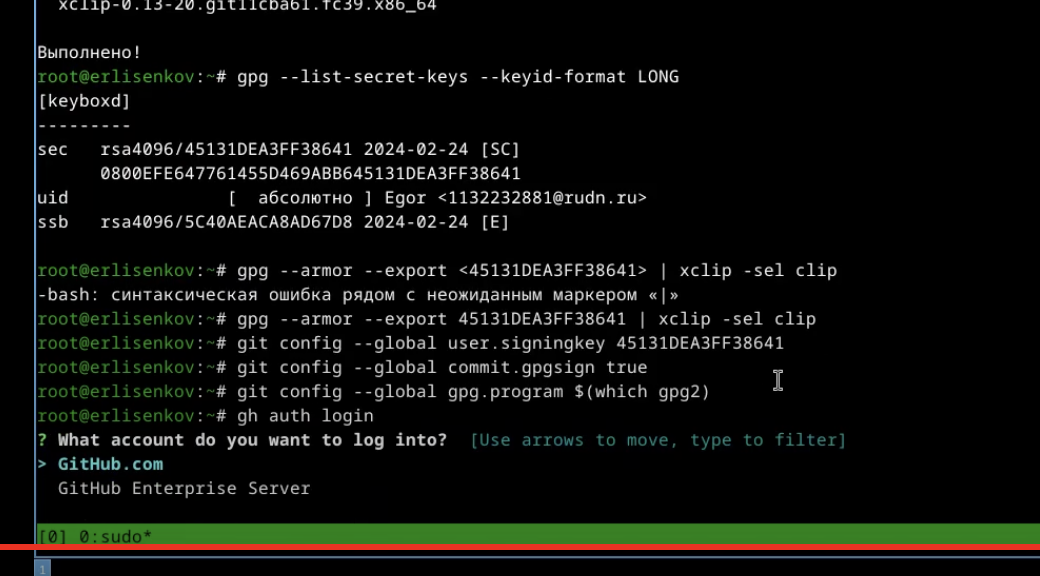 xclip-0.13-20.git11cba61.fc39.x86_64
Выполнено!
root@erlisenkov:~# gpg --list-secret-keys --keyid-format LONG
[keyboxd]
---------
sec   rsa4096/45131DEA3FF38641 2024-02-24 [SC]
      0800EFE647761455D469ABB645131DEA3FF38641
uid               [  абсолютно ] Egor <1132232881@rudn.ru>
ssb   rsa4096/5C40AEACA8AD67D8 2024-02-24 [E]
root@erlisenkov:~# gpg --armor --export <45131DEA3FF38641> | xclip -sel clip
-bash: синтаксическая ошибка рядом с неожиданным маркером «|»
root@erlisenkov:~# gpg --armor --export 45131DEA3FF38641 | xclip -sel clip
root@erlisenkov:~# git config --global user.signingkey 45131DEA3FF38641
root@erlisenkov:~# git config --global commit.gpgsign true
root@erlisenkov:~# git config --global gpg.program $(which gpg2)
root@erlisenkov:~# gh auth login
? What account do you want to log into?  [Use arrows to move, type to filter]
> GitHub.com
  GitHub Enterprise Server
[0] 0:sudo*
1